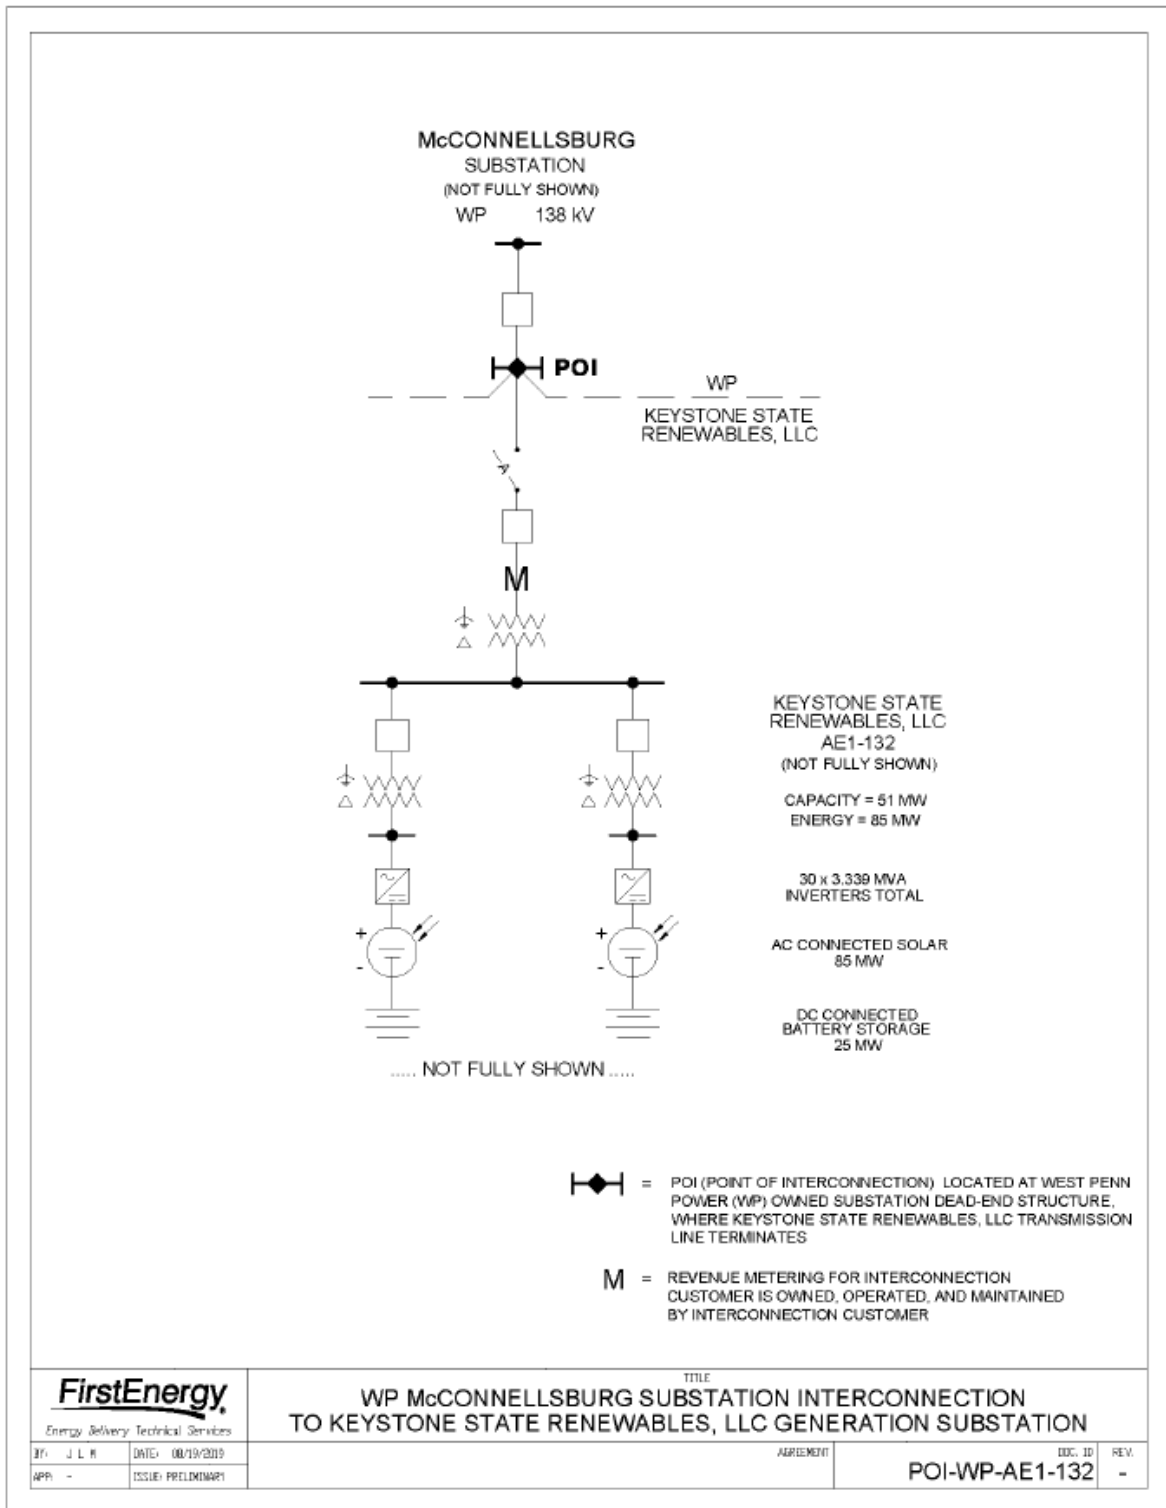 McCONNELLSBURG
SUBSTATION
(NOT FULLY SHOWN)
WP 138 kV
POI
WP
KEYSTONE STATE
RENEWABLES, LLC
A
M
KEYSTONE STATE
RENEWABLES, LLC
AE1-132
(NOT FULLY SHOWN)
CAPACITY = 51 MW
ENERGY = 85 MW
30 x 3.339 MVA
INVERTERS TOTAL
+
-
+
-
AC CONNECTED SOLAR
85 MW
DC CONNECTED
BATTERY STORAGE
25 MW
..... NOT FULLY SHOWN .....
= POI (POINT OF INTERCONNECTION) LOCATED AT WEST PENN
POWER (WP) OWNED SUBSTATION DEAD-END STRUCTURE,
WHERE KEYSTONE STATE RENEWABLES, LLC TRANSMISSION
LINE TERMINATES
M = REVENUE METERING FOR INTERCONNECTION
CUSTOMER IS OWNED, OPERATED, AND MAINTAINED
BY INTERCONNECTION CUSTOMER
FirstEnergy®
Energy Delivery Technical Services
BY: J L M DATE: 08/19/2019
APP: - ISSUE: PRELIMINARY
TITLE
WP McCONNELLSBURG SUBSTATION INTERCONNECTION
TO KEYSTONE STATE RENEWABLES, LLC GENERATION SUBSTATION
AGREEMENT
DOC. ID
POI-WP-AE1-132
REV.
-